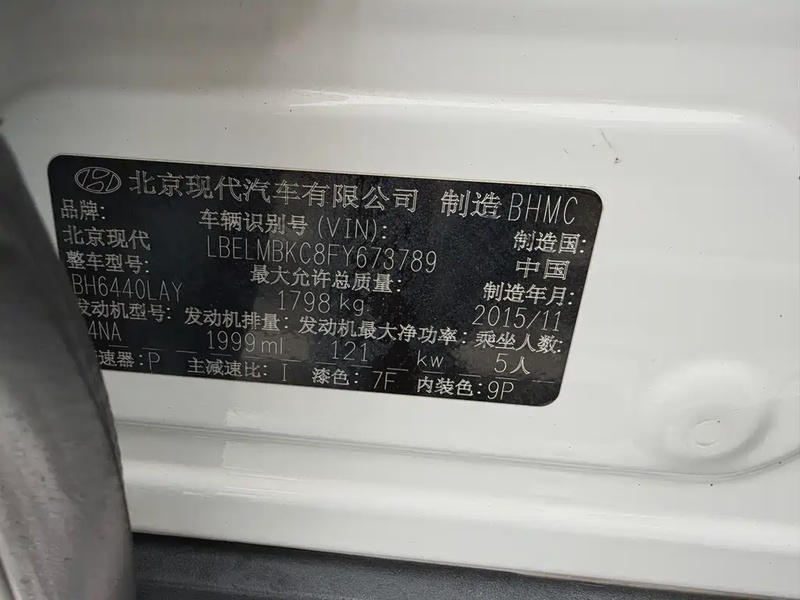 北京现代汽车有限公司 制造 BHMC
品牌: 车辆识别号 (VIN): 制造国:
北京现代 LBELMBKC8FY673789 中国
整车型号: 最大允许总质量: 制造年月:
BH6440LAY 1798 kg 2015/11
发动机型号: 发动机排量: 发动机最大净功率: 乘坐人数:
4NA 1999 ml 121 kw 5人
速器: P 主减速比: I 漆色: 7F 内装色: 9P